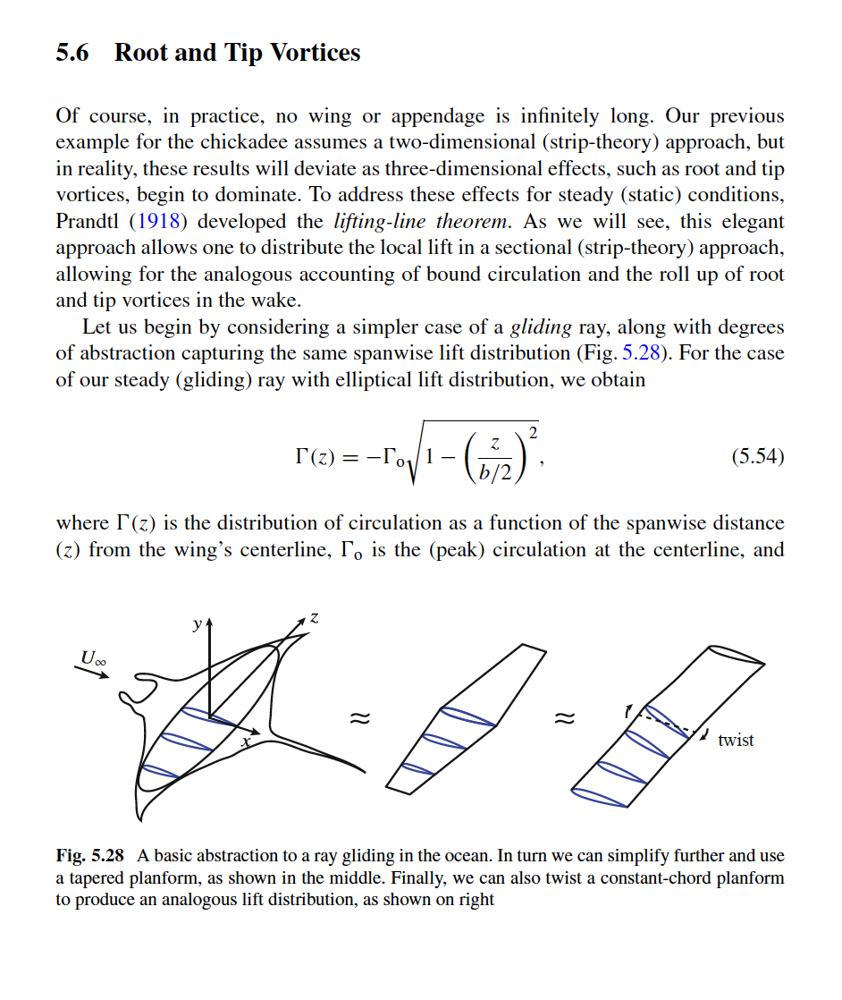 5.6 Root and Tip Vortices
Of course, in practice, no wing or appendage is infinitely long. Our previous
example for the chickadee assumes a two-dimensional (strip-theory) approach, but
in reality, these results will deviate as three-dimensional effects, such as root and tip
vortices, begin to dominate. To address these effects for steady (static) conditions,
Prandtl (1918) developed the lifting-line theorem. As we will see, this elegant
approach allows one to distribute the local lift in a sectional (strip-theory) approach,
allowing for the analogous accounting of bound circulation and the roll up of root
and tip vortices in the wake.
Let us begin by considering a simpler case of a gliding ray, along with degrees
of abstraction capturing the same spanwise lift distribution (Fig. 5.28). For the case
of our steady (gliding) ray with elliptical lift distribution, we obtain
Γ(z) = −Γ₀√(1 − (z/(b/2))²), (5.54)
where Γ(z) is the distribution of circulation as a function of the spanwise distance
(z) from the wing's centerline, Γ₀ is the (peak) circulation at the centerline, and
y
z
U∞
x
≈
≈
twist
Fig. 5.28 A basic abstraction to a ray gliding in the ocean. In turn we can simplify further and use
a tapered planform, as shown in the middle. Finally, we can also twist a constant-chord planform
to produce an analogous lift distribution, as shown on right